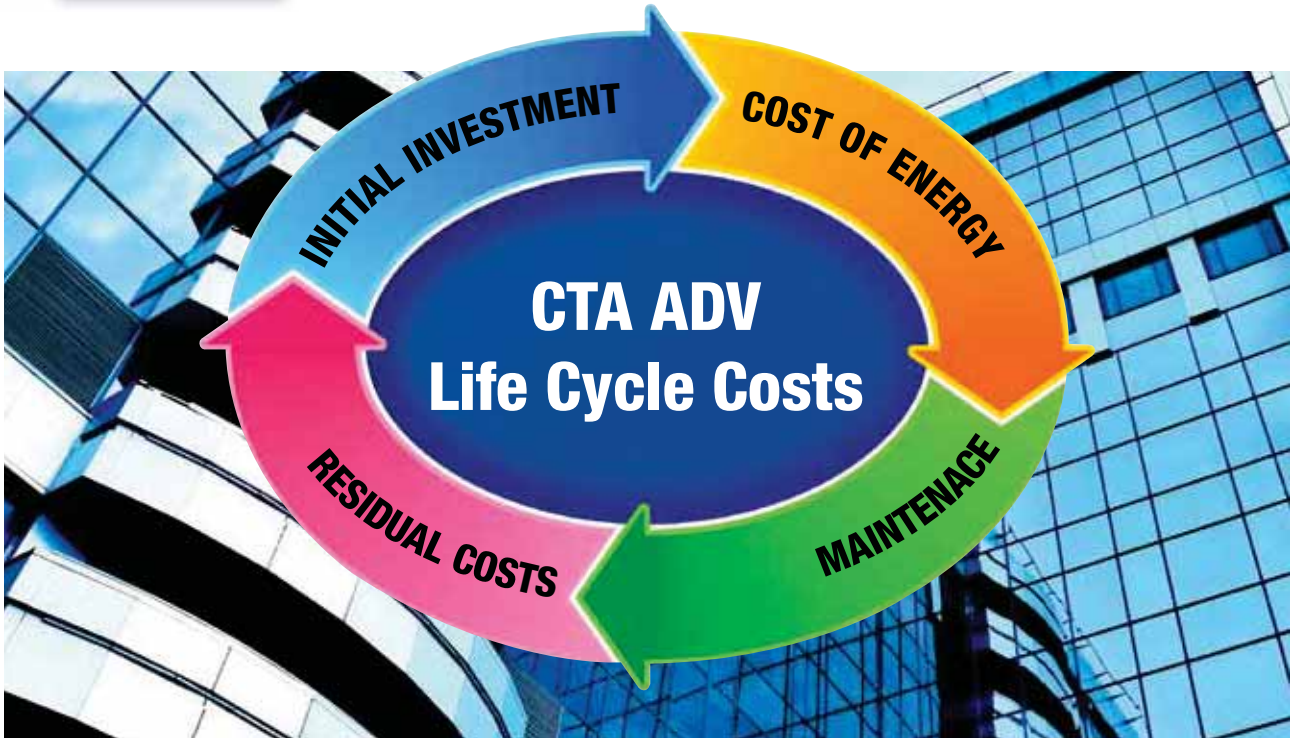 INITIAL INVESTMENT
COST OF ENERGY
CTA ADV
Life Cycle Costs
RESIDUAL COSTS
MAINTENACE